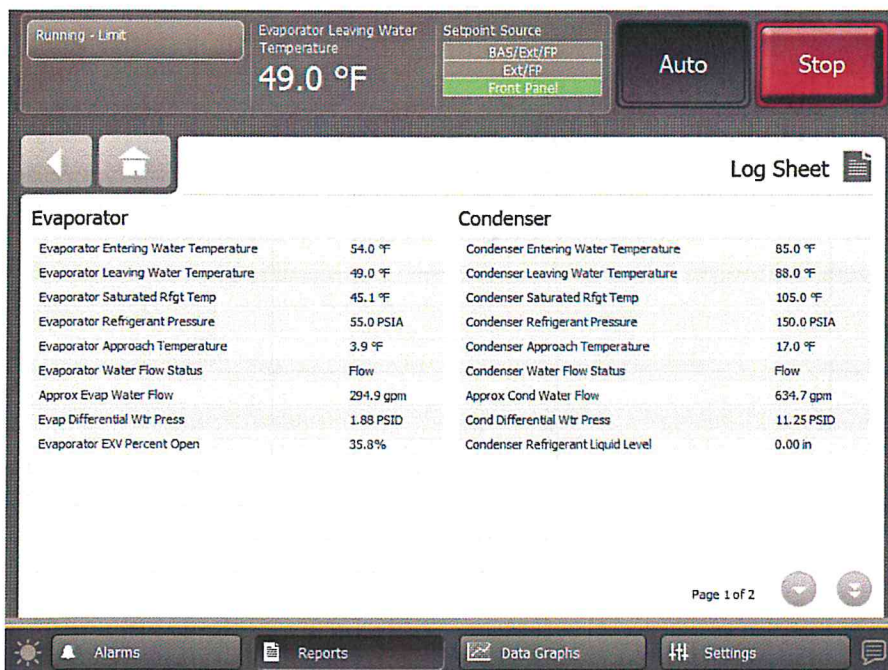 Running - Limit
Evaporator Leaving Water
Temperature
49.0 °F
Setpoint Source
BAS/Ext/FP
Ext/FP
Front Panel
Auto
Stop
Log Sheet
Evaporator
Evaporator Entering Water Temperature 54.0 °F
Evaporator Leaving Water Temperature 49.0 °F
Evaporator Saturated Rfgt Temp 45.1 °F
Evaporator Refrigerant Pressure 55.0 PSIA
Evaporator Approach Temperature 3.9 °F
Evaporator Water Flow Status Flow
Approx Evap Water Flow 294.9 gpm
Evap Differential Wtr Press 1.88 PSID
Evaporator EXV Percent Open 35.8%
Condenser
Condenser Entering Water Temperature 85.0 °F
Condenser Leaving Water Temperature 88.0 °F
Condenser Saturated Rfgt Temp 105.0 °F
Condenser Refrigerant Pressure 150.0 PSIA
Condenser Approach Temperature 17.0 °F
Condenser Water Flow Status Flow
Approx Cond Water Flow 634.7 gpm
Cond Differential Wtr Press 11.25 PSID
Condenser Refrigerant Liquid Level 0.00 in
Page 1 of 2
Alarms
Reports
Data Graphs
Settings